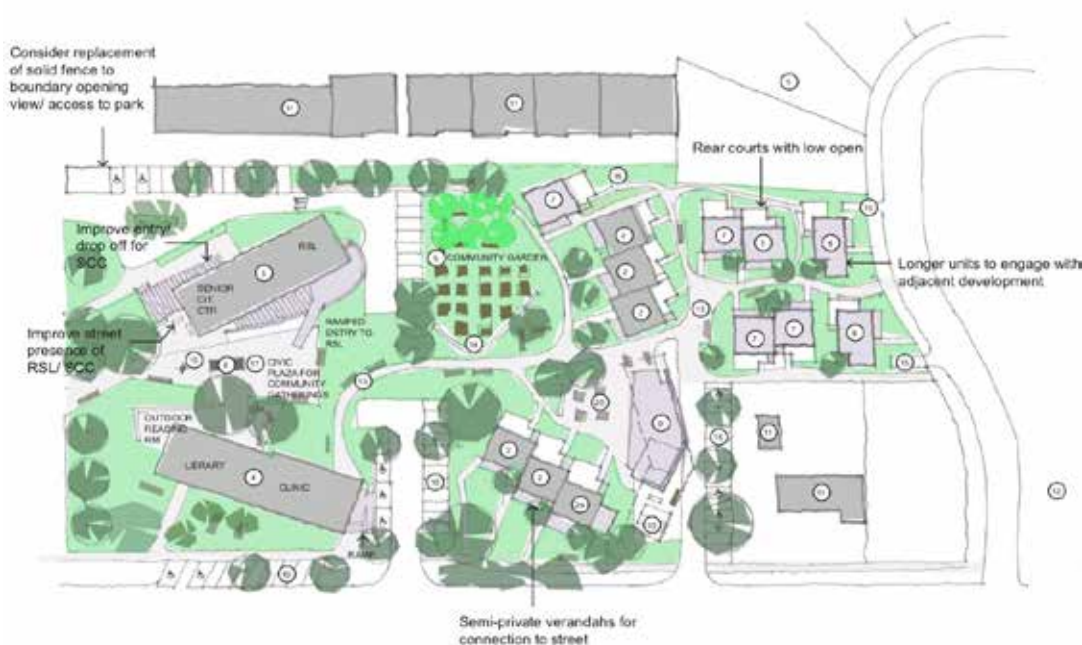 Consider replacement
of solid fence to
boundary opening
view/ access to park
Rear courts with low open
Improve entry/
drop off for
SCC
RSL
SENIOR
CIT.
CTR
COMMUNITY GARDEN
Longer units to engage with
adjacent development
Improve street
presence of
RSL/ SCC
RAMPED
ENTRY TO
RSL
CIVIC
PLAZA FOR
COMMUNITY
GATHERINGS
OUTDOOR
READING
RM
LIBRARY
CLINIC
RAMP
Semi-private verandahs for
connection to street